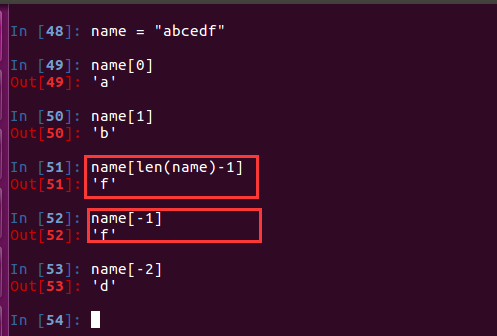 In [48]: name = "abcedf"
In [49]: name[0]
Out[49]: 'a'
In [50]: name[1]
Out[50]: 'b'
In [51]: name[len(name)-1]
Out[51]: 'f'
In [52]: name[-1]
Out[52]: 'f'
In [53]: name[-2]
Out[53]: 'd'
In [54]: